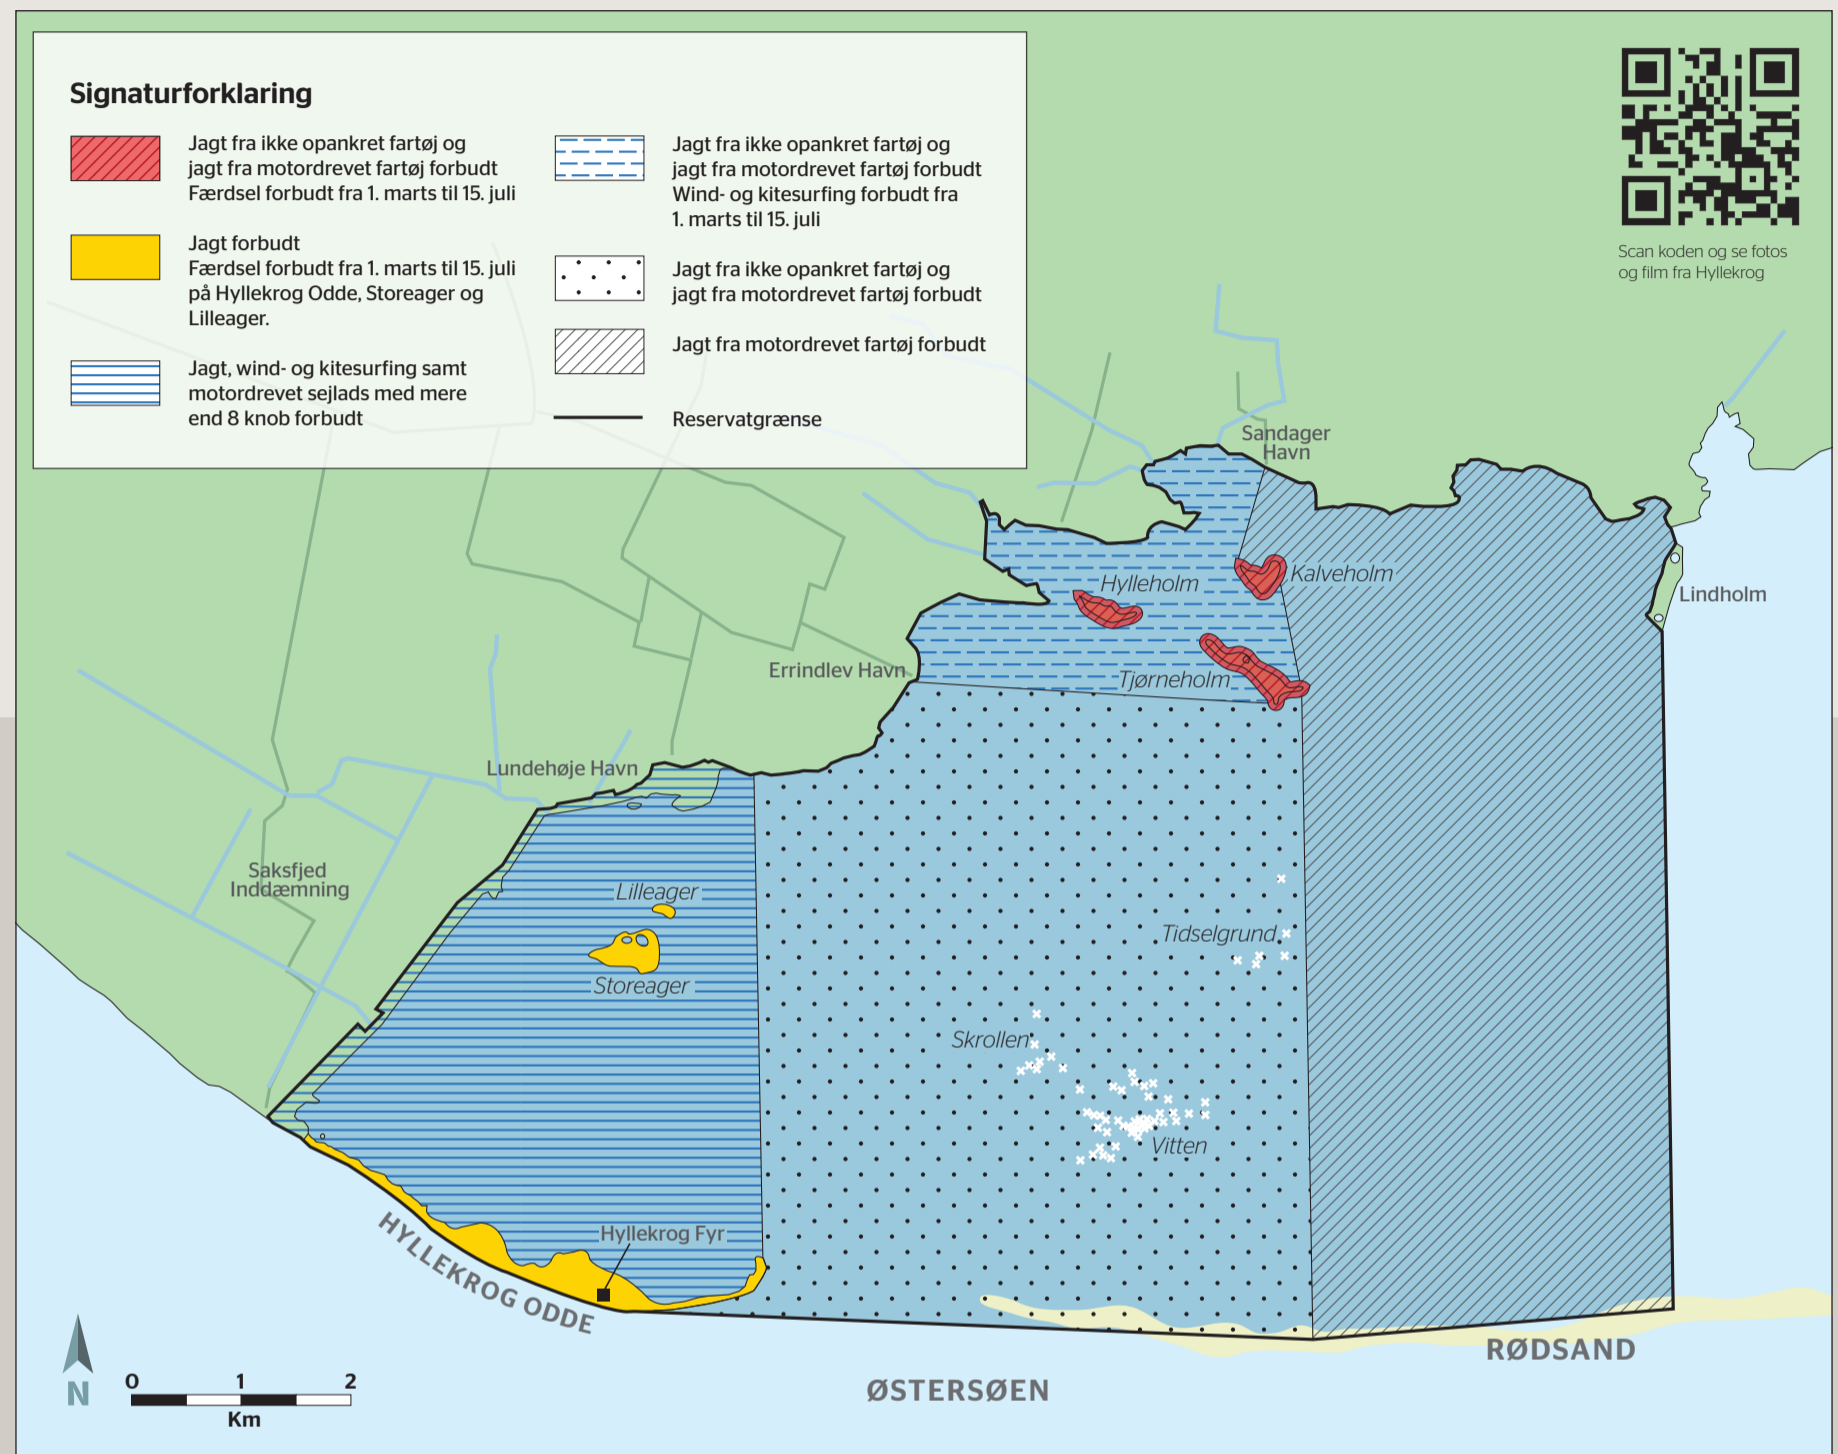 Signaturforklaring
Jagt fra ikke opankret fartøj og
jagt fra motordrevet fartøj forbudt
Færdsel forbudt fra 1. marts til 15. juli
Jagt forbudt
Færdsel forbudt fra 1. marts til 15. juli
på Hyllekrog Odde, Storeager og
Lilleager.
Jagt, wind- og kitesurfing samt
motordrevet sejlads med mere
end 8 knob forbudt
Jagt fra ikke opankret fartøj og
jagt fra motordrevet fartøj forbudt
Wind- og kitesurfing forbudt fra
1. marts til 15. juli
Jagt fra ikke opankret fartøj og
jagt fra motordrevet fartøj forbudt
Jagt fra motordrevet fartøj forbudt
Reservatgrænse
Scan koden og se fotos
og film fra Hyllekrog
Sandager
Havn
Hylleholm
Kalveholm
Lindholm
Errindlev Havn
Tjørneholm
Lundehøje Havn
Saksfjed
Inddæmning
Lilleager
Storeager
Tidselgrund
Skrollen
Vitten
Hyllekrog Fyr
HYLLEKROG ODDE
RØDSAND
ØSTERSØEN
N
0 1 2
Km